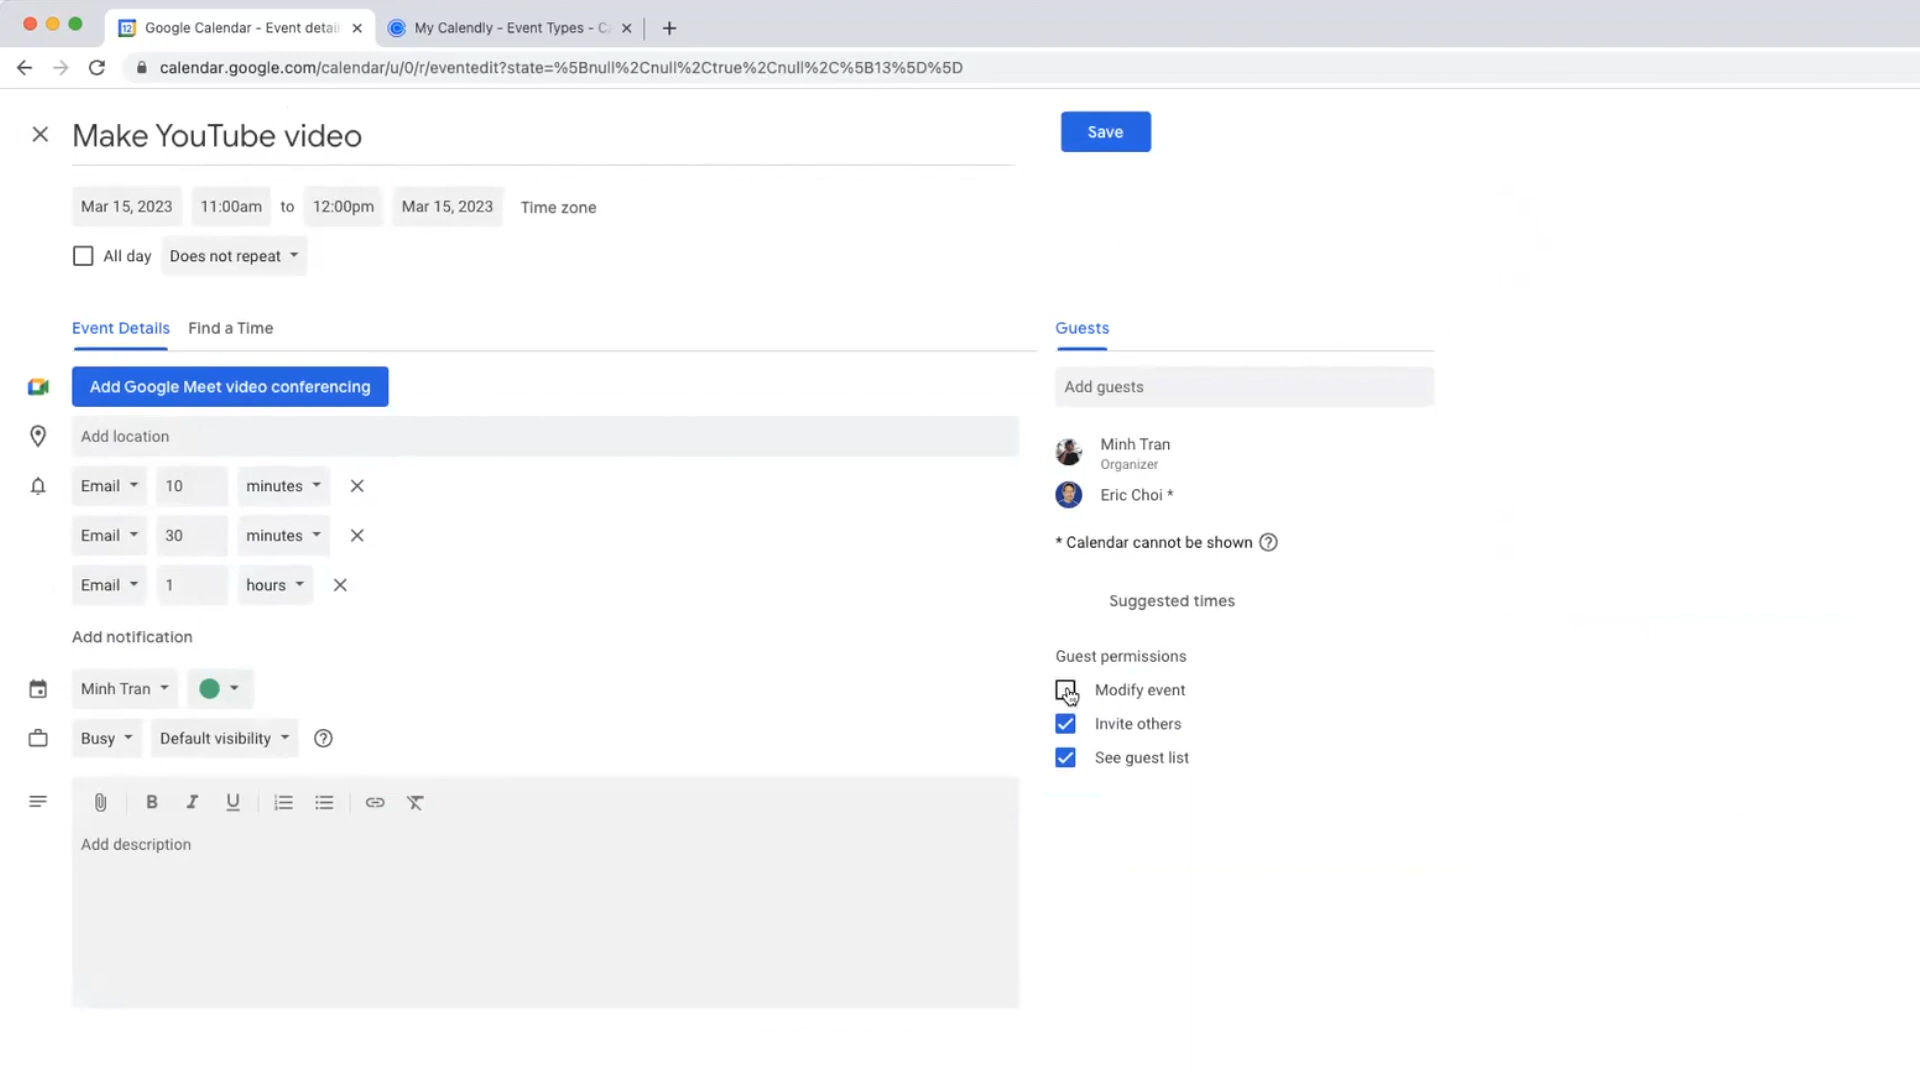 12 Google Calendar - Event detai
My Calendly - Event Types - C
calendar.google.com/calendar/u/0/r/eventedit?state=%5Bnull%2Cnull%2Ctrue%2Cnull%2C%5B13%5D%5D
Make YouTube video
Save
Mar 15, 2023 11:00am to 12:00pm Mar 15, 2023 Time zone
All day Does not repeat
Event Details Find a Time
Guests
Add Google Meet video conferencing
Add guests
Add location
Minh Tran
Organizer
Email 10 minutes
Eric Choi *
Email 30 minutes
* Calendar cannot be shown
Email 1 hours
Suggested times
Add notification
Guest permissions
Minh Tran
Modify event
Invite others
Busy Default visibility
See guest list
B I U
Add description